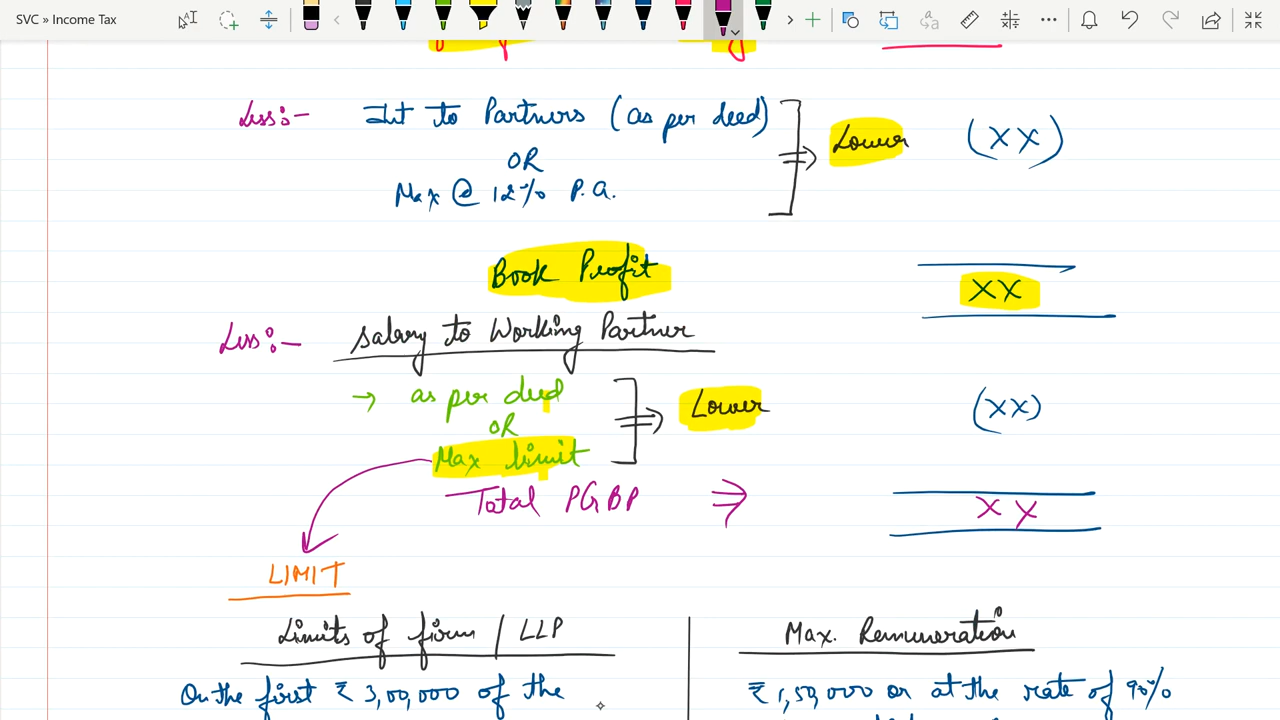 SVC » Income Tax
Less:- Int to Partners (as per deed)
OR
Max @ 12% P.A.
Lower (XX)
Book Profit XX
Less:- Salary to Working Partner
→ as per deed
OR
Max limit
Lower (XX)
Total PGBP ⇒ XX
LIMIT
Limits of firm / LLP Max. Remuneration
On the first ₹ 3,00,000 of the ₹ 1,50,000 or at the rate of 90%